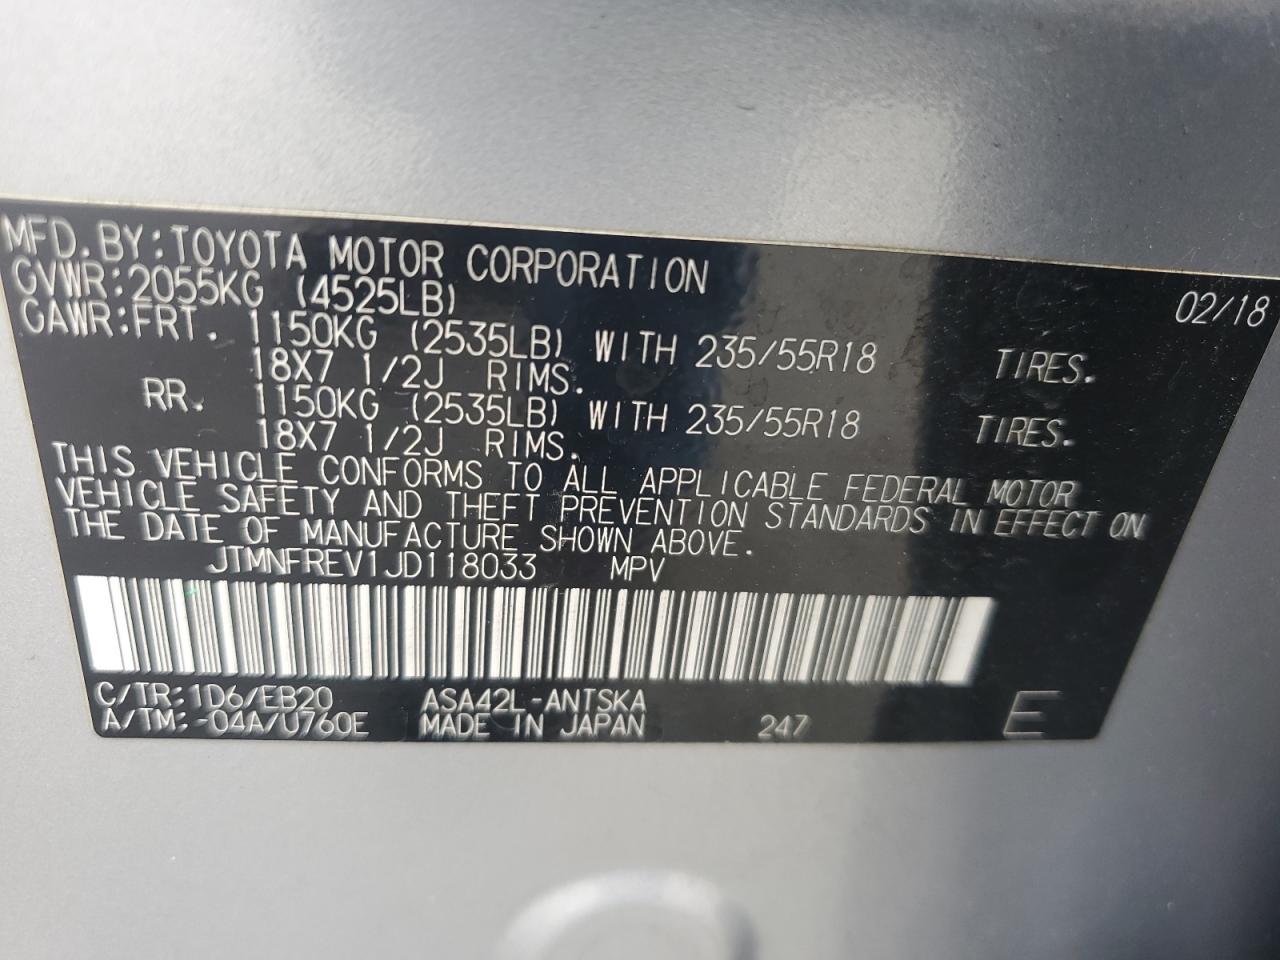 MFD.BY:TOYOTA MOTOR CORPORATION 02/18
GVWR:2055KG (4525LB)
GAWR:FRT. 1150KG (2535LB) WITH 235/55R18 TIRES.
18X7 1/2J RIMS.
RR. 1150KG (2535LB) WITH 235/55R18 TIRES.
18X7 1/2J RIMS.
THIS VEHICLE CONFORMS TO ALL APPLICABLE FEDERAL MOTOR
VEHICLE SAFETY AND THEFT PREVENTION STANDARDS IN EFFECT ON
THE DATE OF MANUFACTURE SHOWN ABOVE.
JTMNFREV1JD118033 MPV
C/TR:1D6/EB20 ASA42L-ANTSKA
A/TM:-04A/U760E MADE IN JAPAN 247 E